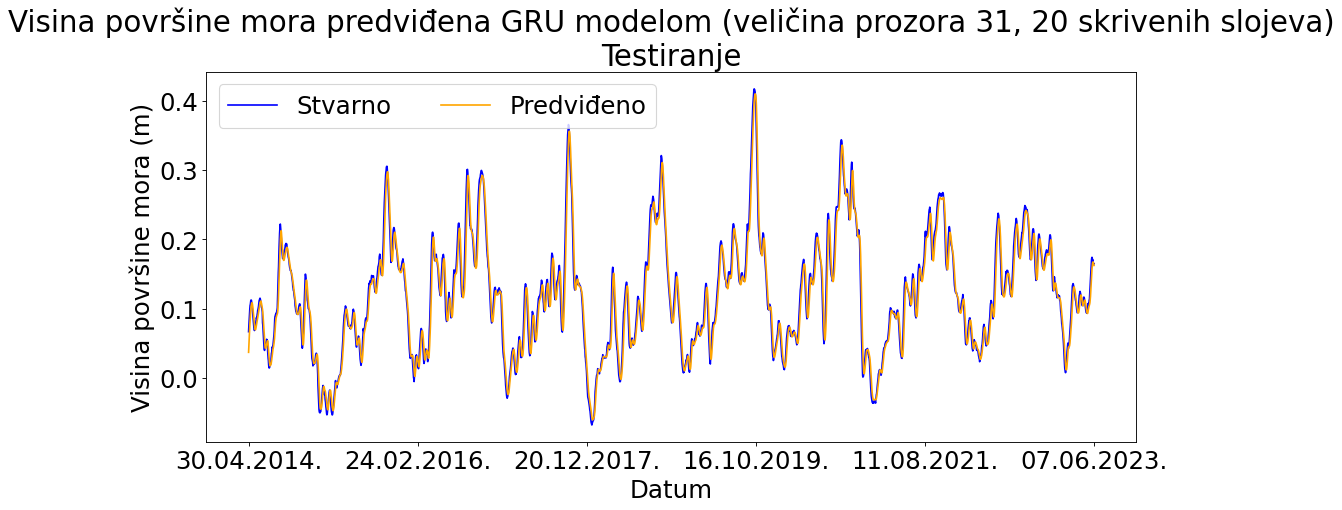 Visina površine mora predviđena GRU modelom (veličina prozora 31, 20 skrivenih slojeva)
Testiranje
Stvarno
Predviđeno
Visina površine mora (m)
0.4
0.3
0.2
0.1
0.0
30.04.2014.
24.02.2016.
20.12.2017.
16.10.2019.
11.08.2021.
07.06.2023.
Datum